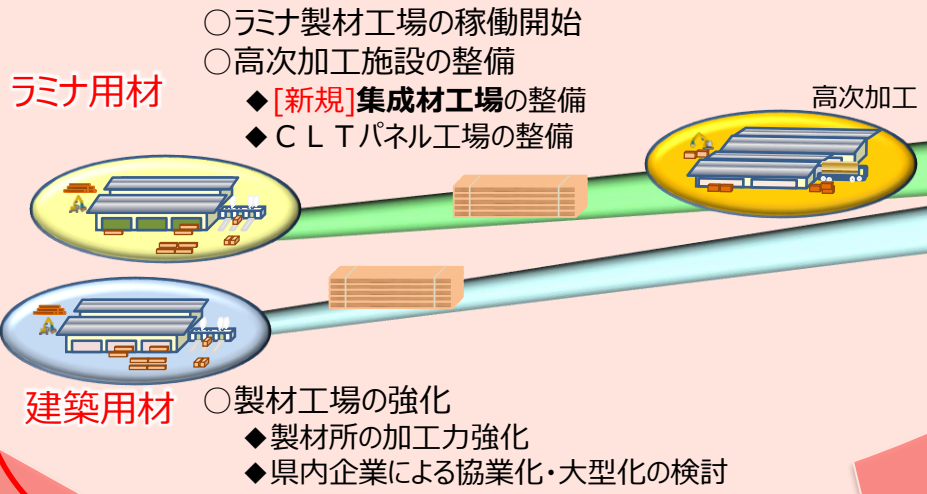 ○ラミナ製材工場の稼働開始
○高次加工施設の整備
ラミナ用材
◆[新規]集成材工場の整備
◆ＣＬＴパネル工場の整備
高次加工
建築用材
○製材工場の強化
◆製材所の加工力強化
◆県内企業による協業化・大型化の検討